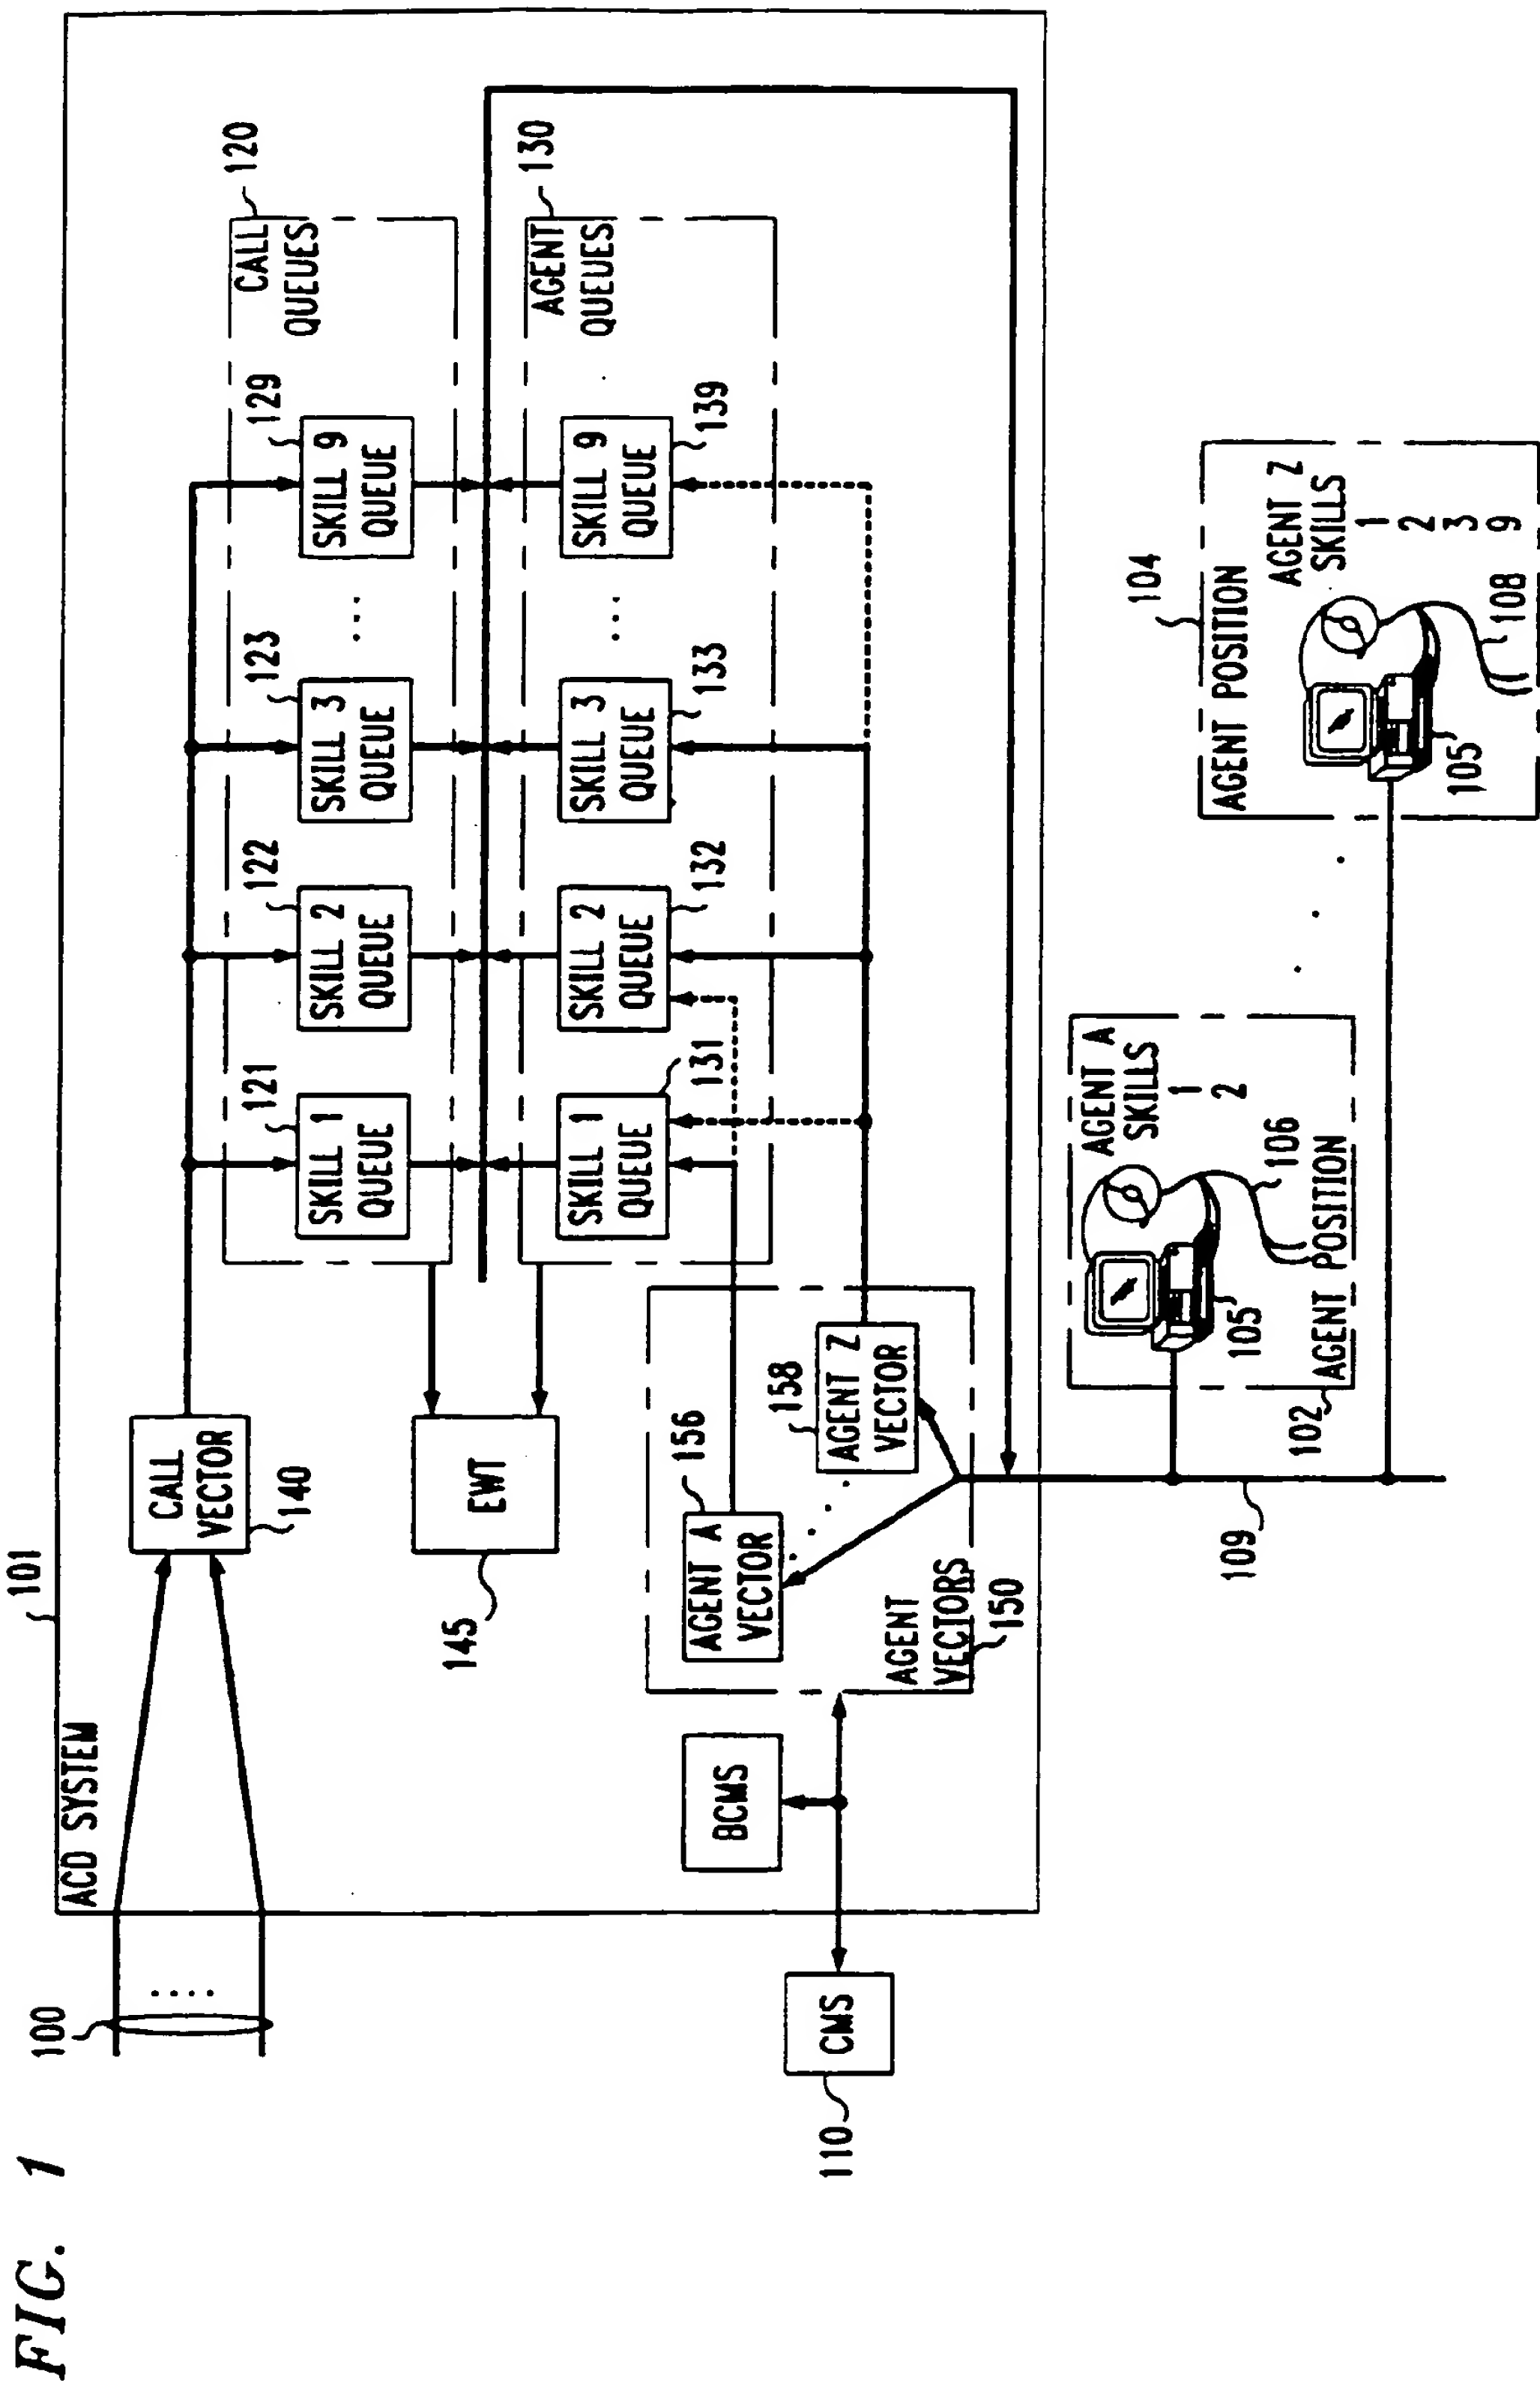 FIG. 1
100
ACD SYSTEM
101
CALL
VECTOR
140
CALL
QUEUES
120
SKILL 1
QUEUE
121
SKILL 2
QUEUE
122
SKILL 3
QUEUE
123
...
SKILL 9
QUEUE
129
EWT
145
AGENT
QUEUES
130
SKILL 1
QUEUE
131
SKILL 2
QUEUE
132
SKILL 3
QUEUE
133
...
SKILL 9
QUEUE
139
CMS
110
BCMS
AGENT A
VECTOR
156
AGENT Z
VECTOR
158
AGENT
VECTORS
150
109
AGENT A
SKILLS
1
2
105
106
AGENT POSITION
102
104
AGENT POSITION
AGENT Z
SKILLS
1
2
3
9
105
108